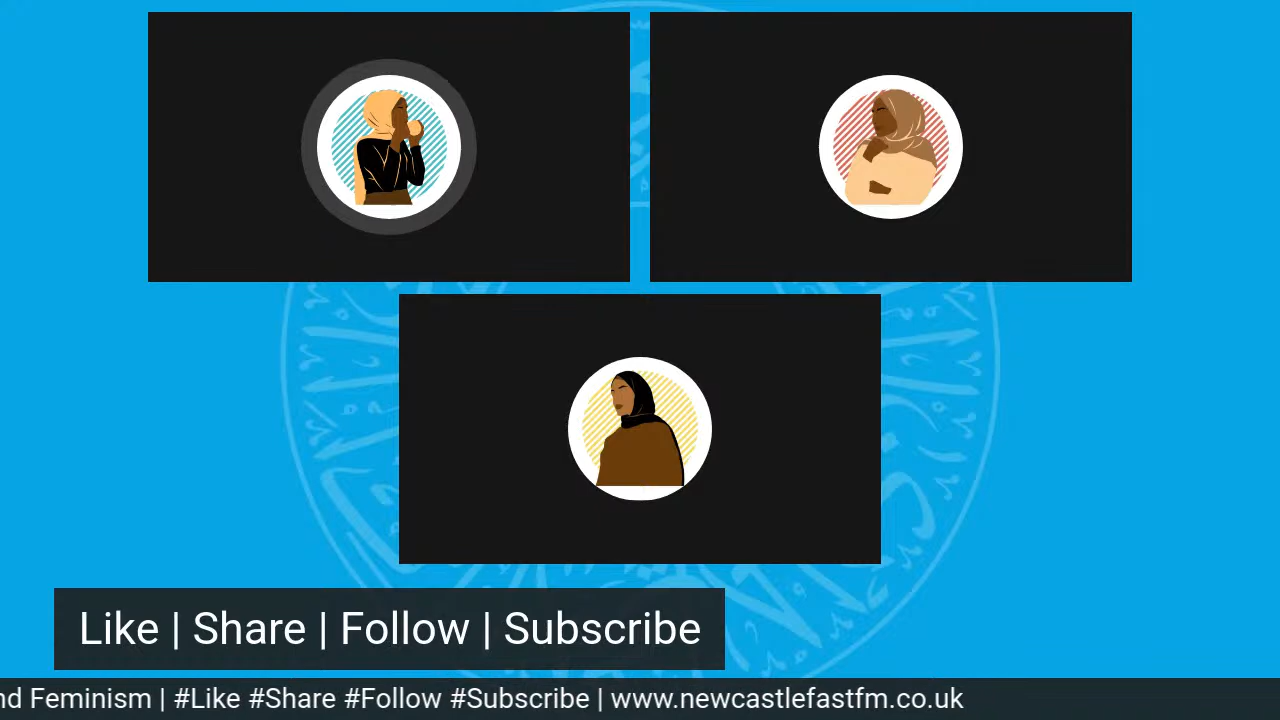 Like | Share | Follow | Subscribe
nd Feminism | #Like #Share #Follow #Subscribe | www.newcastlefastfm.co.uk